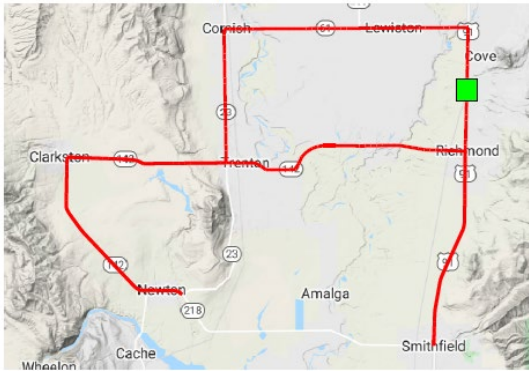 Cornish
61
Lewiston
91
Cove
23
Clarkston
142
Trenton
142
Richmond
91
142
23
91
Newton
218
Amalga
Smithfield
Cache
Wheelon